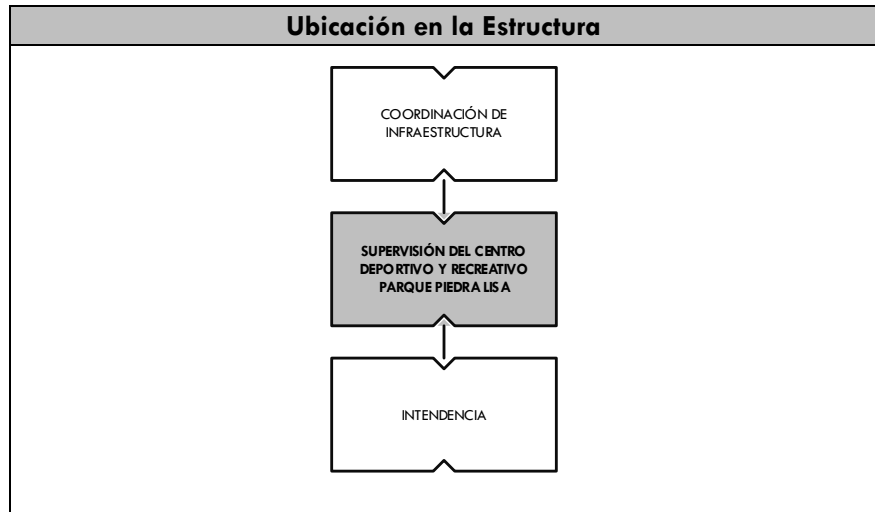 Ubicación en la Estructura
COORDINACIÓN DE
INFRAESTRUCTURA
SUPERVISIÓN DEL CENTRO
DEPORTIVO Y RECREATIVO
PARQUE PIEDRA LISA
INTENDENCIA